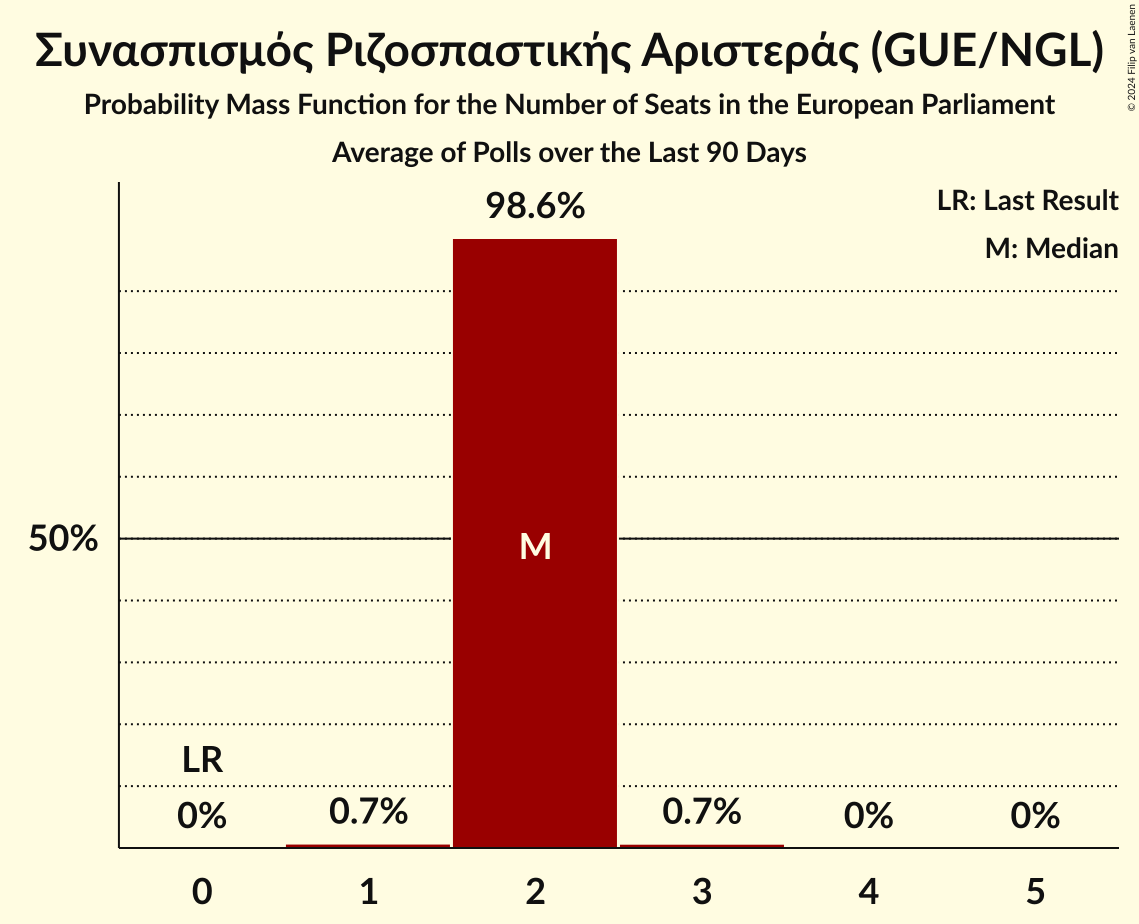 Συνασπισμός Ριζοσπαστικής Αριστεράς (GUE/NGL)
Probability Mass Function for the Number of Seats in the European Parliament
Average of Polls over the Last 90 Days
© 2024 Filip van Laenen
LR: Last Result
M: Median
98.6%
50%
M
LR
0%
0.7%
0.7%
0%
0%
0 1 2 3 4 5